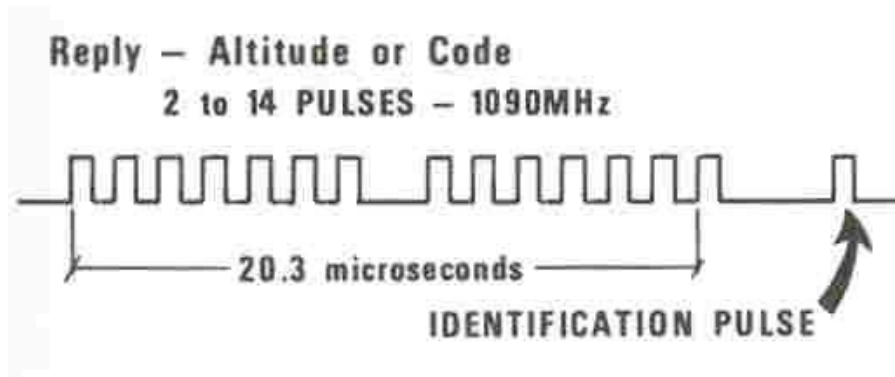 Reply – Altitude or Code
2 to 14 PULSES – 1090MHz
20.3 microseconds
IDENTIFICATION PULSE